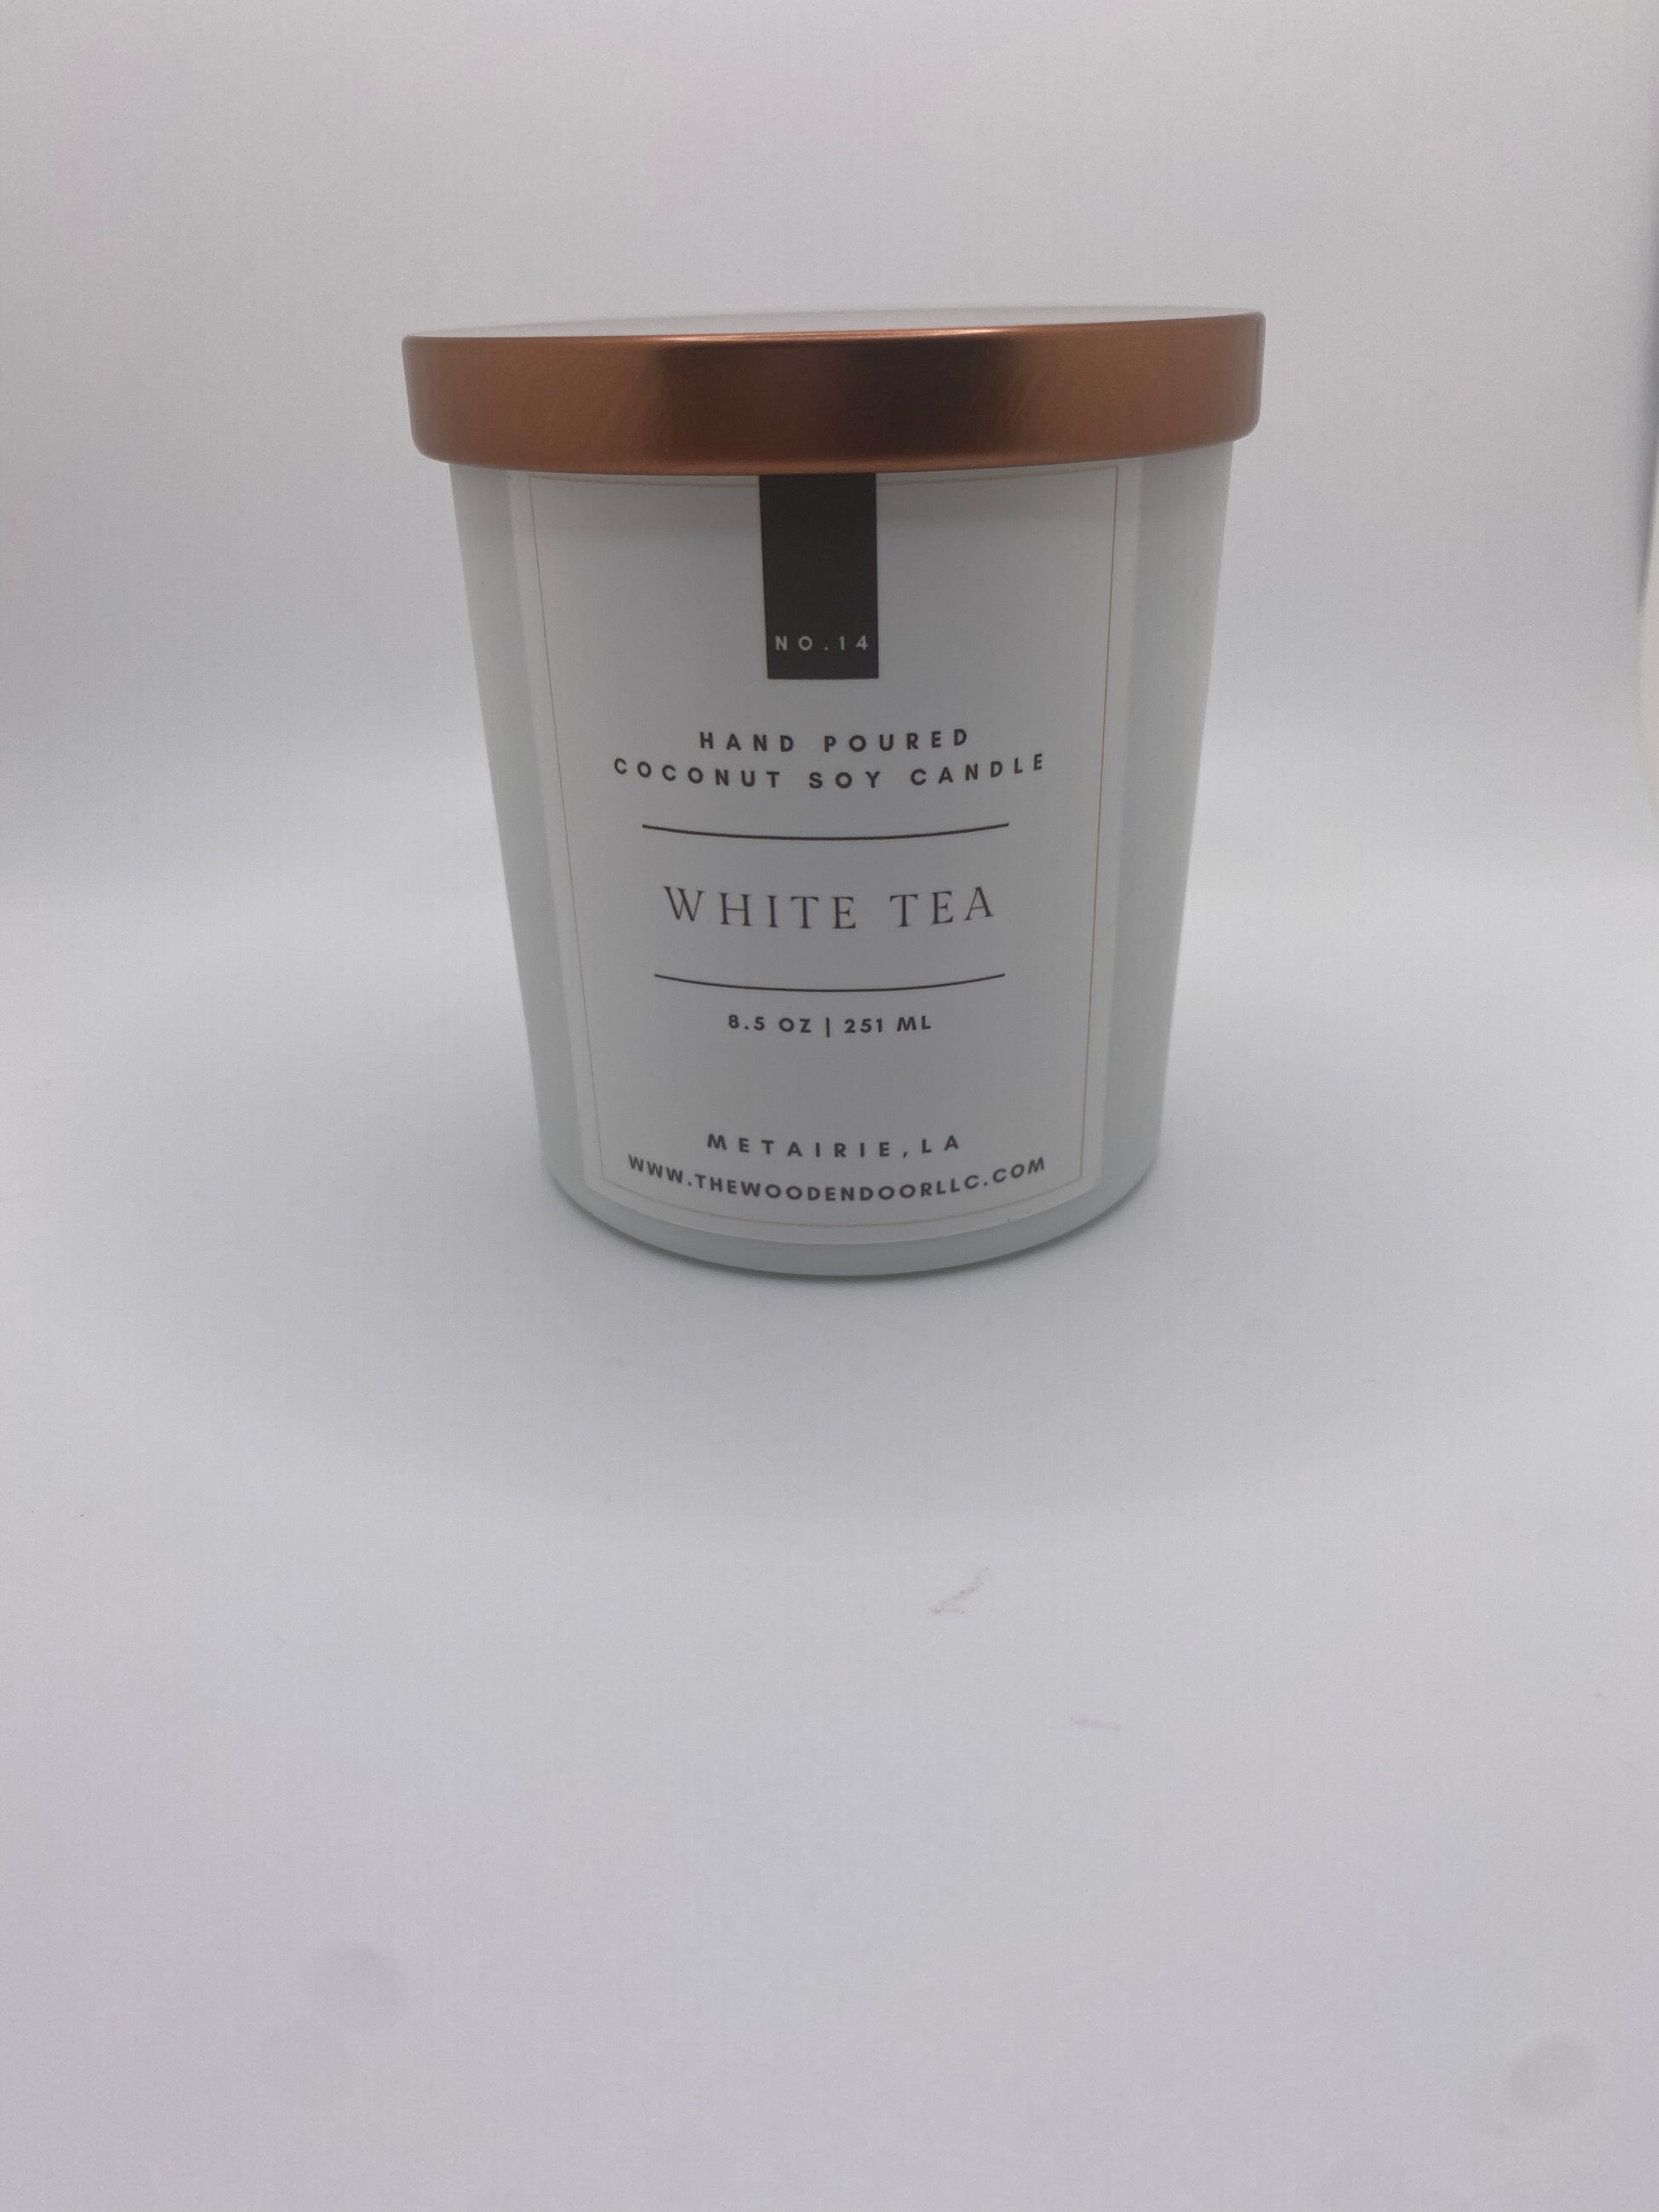 NO.14
HAND POURED
COCONUT SOY CANDLE
WHITE TEA
8.5 OZ | 251 ML
METAIRIE, LA
WWW.THEWOODENDOORLLC.COM